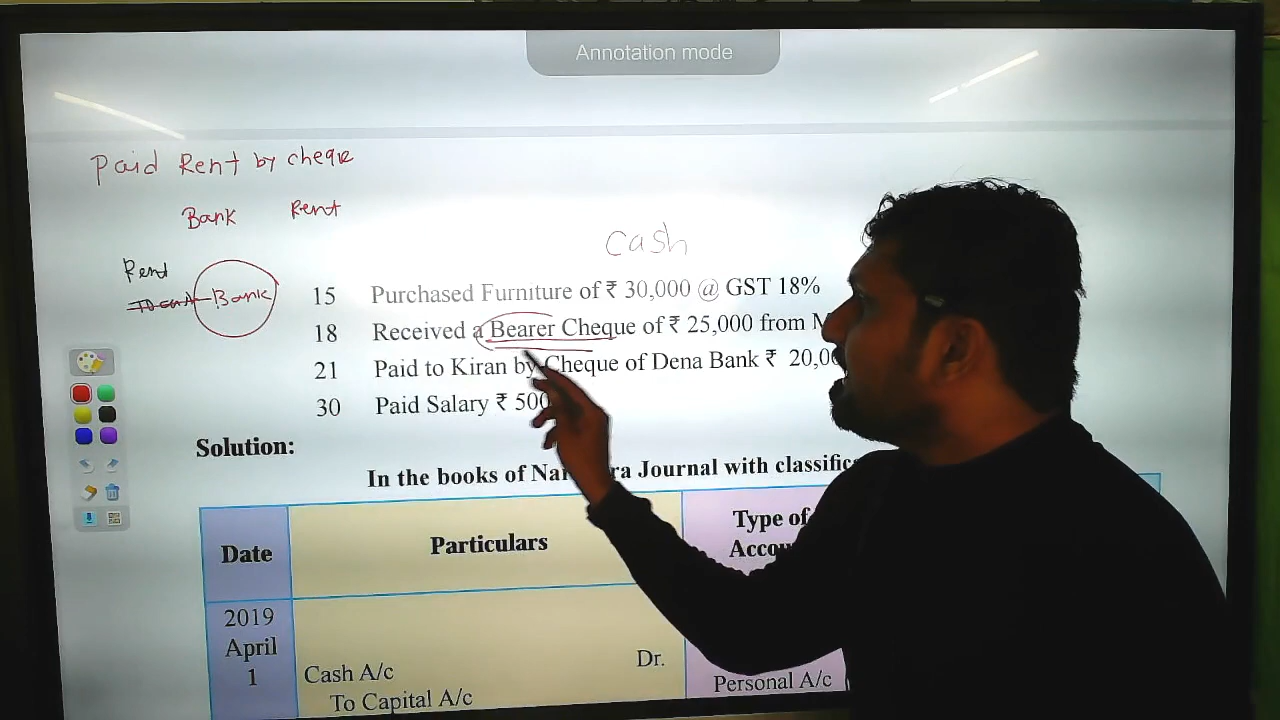 Annotation mode
Paid Rent by cheque
Bank Rent
Cash
Rent
To cash Bank
15 Purchased Furniture of ₹ 30,000 @ GST 18%
18 Received a Bearer Cheque of ₹ 25,000 from
21 Paid to Kiran by Cheque of Dena Bank ₹
30 Paid Salary ₹
Solution:
In the books of Journal with
Date Particulars Type of
2019
April
1
Cash A/c Dr.
To Capital A/c
Personal A/c